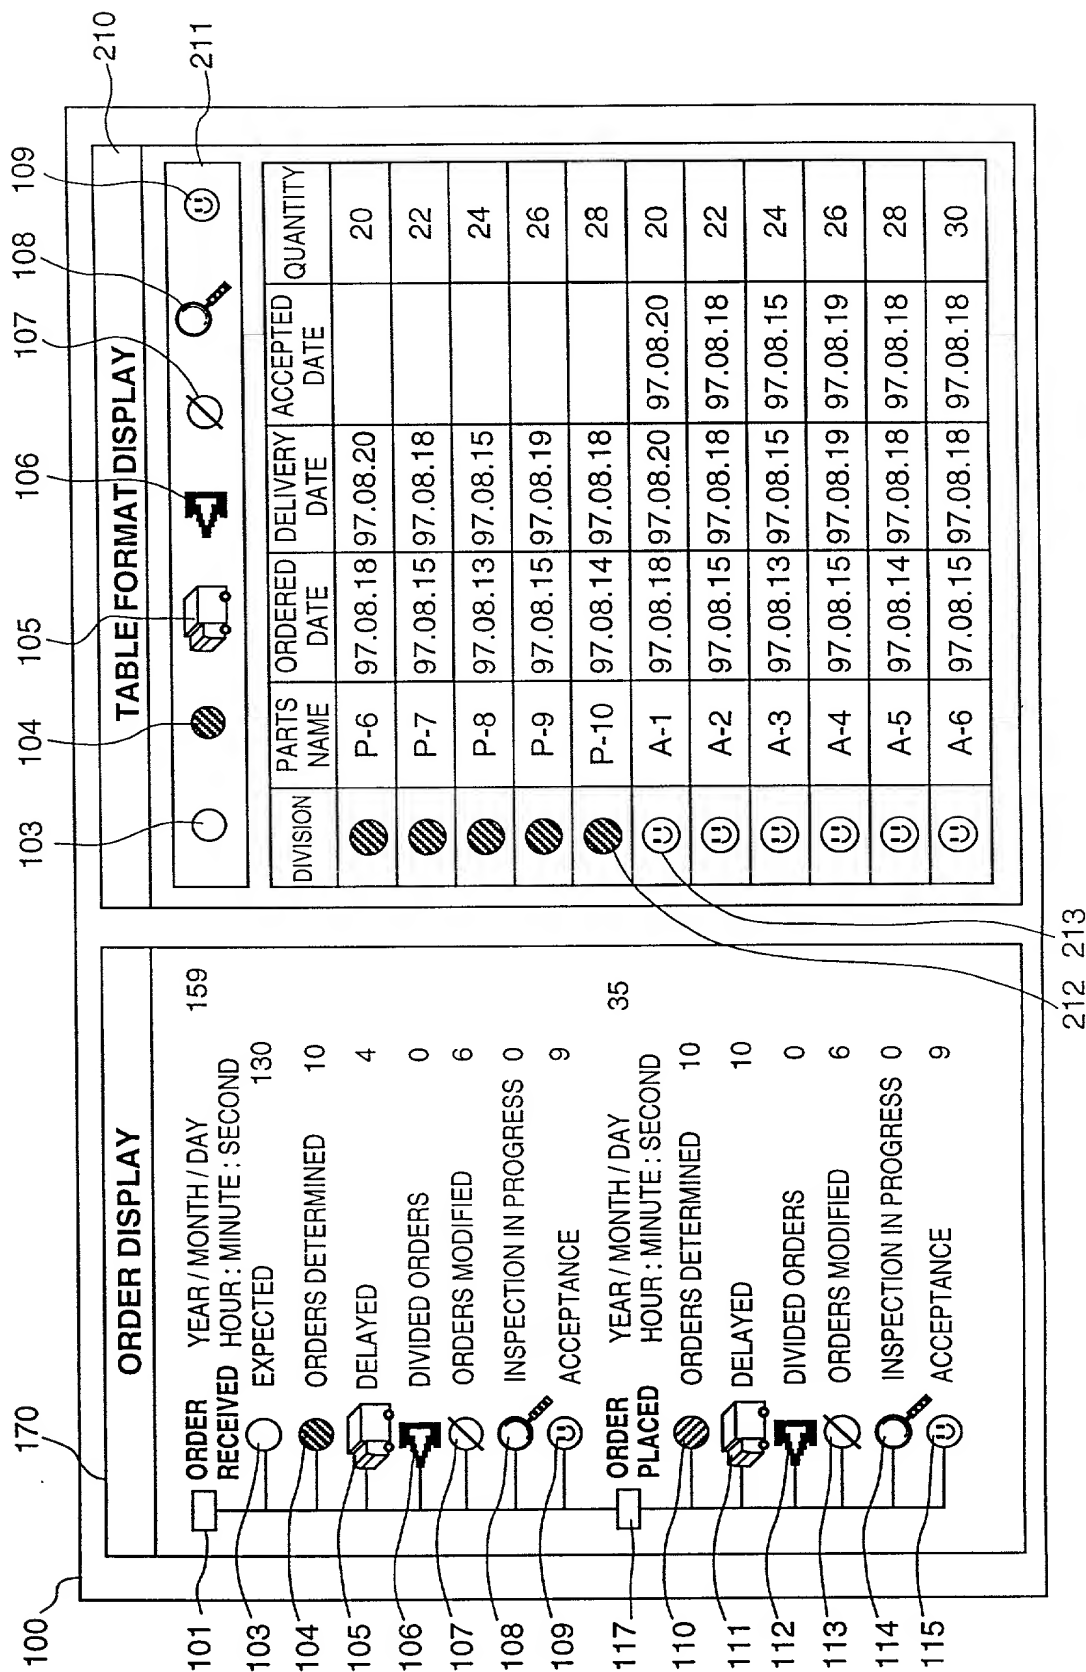 100
170
ORDER DISPLAY
101
ORDER RECEIVED
YEAR / MONTH / DAY
HOUR : MINUTE : SECOND
159
103
EXPECTED 130
104
ORDERS DETERMINED 10
105
DELAYED 4
106
DIVIDED ORDERS 0
107
ORDERS MODIFIED 6
108
INSPECTION IN PROGRESS 0
109
ACCEPTANCE 9
117
ORDER PLACED
YEAR / MONTH / DAY
HOUR : MINUTE : SECOND
35
110
ORDERS DETERMINED 10
111
DELAYED 10
112
DIVIDED ORDERS 0
113
ORDERS MODIFIED 6
114
INSPECTION IN PROGRESS 0
115
ACCEPTANCE 9
103 104 105 106 107 108 109
210
211
TABLE FORMAT DISPLAY
DIVISION PARTS NAME ORDERED DATE DELIVERY DATE ACCEPTED DATE QUANTITY
P-6 97.08.18 97.08.20 20
P-7 97.08.15 97.08.18 22
P-8 97.08.13 97.08.15 24
P-9 97.08.15 97.08.19 26
P-10 97.08.14 97.08.18 28
A-1 97.08.18 97.08.20 97.08.20 20
A-2 97.08.15 97.08.18 97.08.18 22
A-3 97.08.13 97.08.15 97.08.15 24
A-4 97.08.15 97.08.19 97.08.19 26
A-5 97.08.14 97.08.18 97.08.18 28
A-6 97.08.15 97.08.18 97.08.18 30
212
213